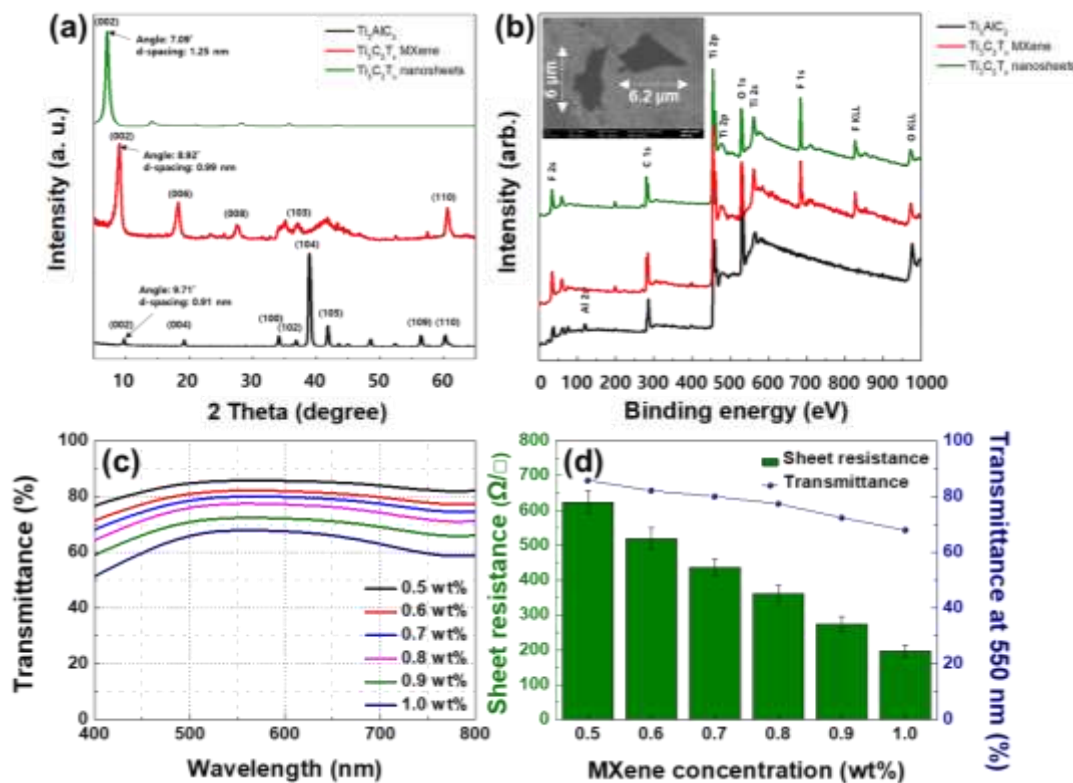 (a)
(002)
Angle: 7.09°
d-spacing: 1.25 nm
Ti₃AlC₂
Ti₃C₂Tₓ MXene
Ti₃C₂Tₓ nanosheets
(002)
Angle: 8.92°
d-spacing: 0.99 nm
(006)
(008)
(103)
(110)
(104)
Angle: 9.71°
d-spacing: 0.91 nm
(002)
(004)
(100)
(102)
(105)
(109)
(110)
Intensity (a. u.)
10
20
30
40
50
60
2 Theta (degree)
(b)
6 µm
6.2 µm
Ti₃AlC₂
Ti₃C₂Tₓ MXene
Ti₃C₂Tₓ nanosheets
F 2s
Al 2p
C 1s
Ti 2p
Ti 2p
O 1s
Ti 2s
F 1s
F KLL
O KLL
Intensity (arb.)
0
200
400
600
800
1000
Binding energy (eV)
(c)
100
80
60
40
20
0
Transmittance (%)
0.5 wt%
0.6 wt%
0.7 wt%
0.8 wt%
0.9 wt%
1.0 wt%
400
500
600
700
800
Wavelength (nm)
(d)
Sheet resistance
Transmittance
800
700
600
500
400
300
200
100
0
Sheet resistance (Ω/□)
100
80
60
40
20
0
Transmittance at 550 nm (%)
0.5
0.6
0.7
0.8
0.9
1.0
MXene concentration (wt%)